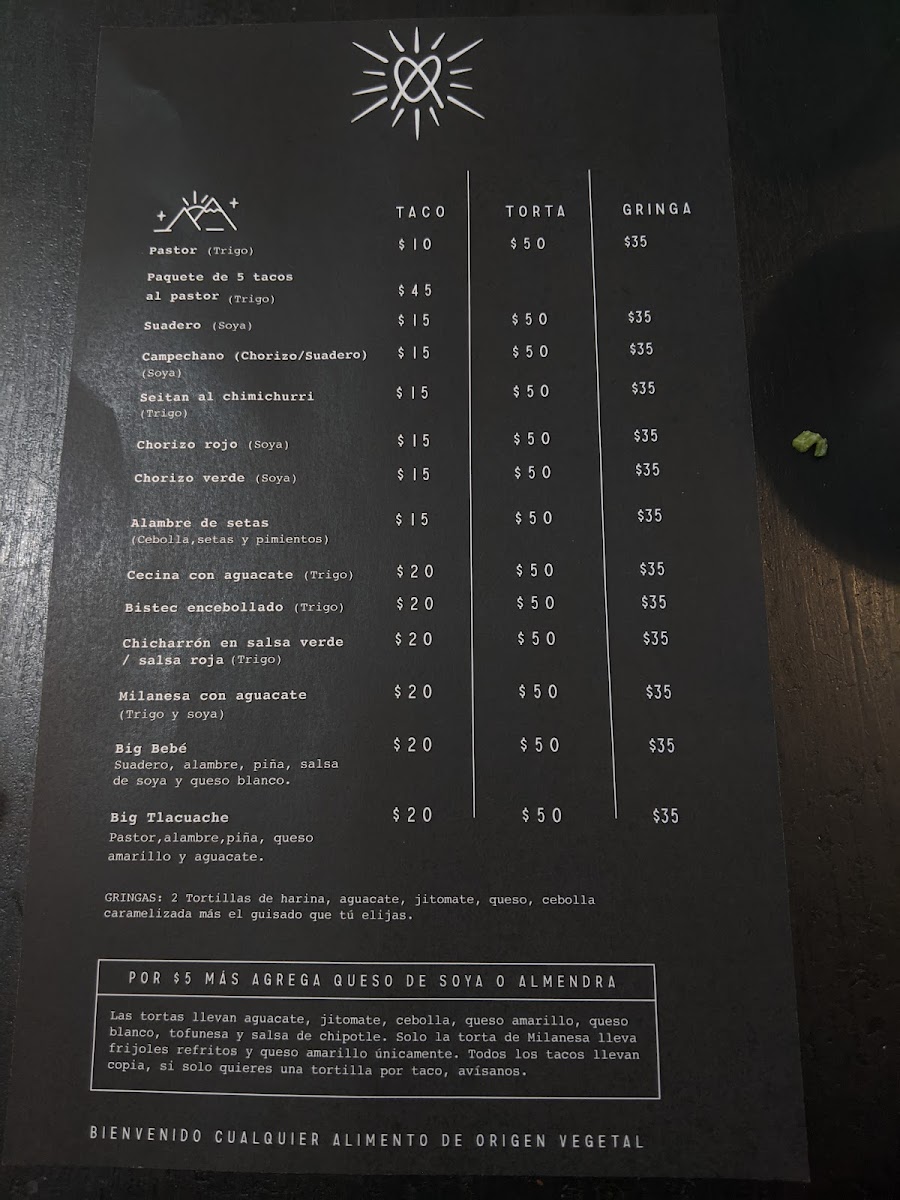 TACO TORTA GRINGA
Pastor (Trigo) $10 $50 $35
Paquete de 5 tacos
al pastor (Trigo) $45
Suadero (Soya) $15 $50 $35
Campechano (Chorizo/Suadero) $15 $50 $35
(Soya)
Seitan al chimichurri $15 $50 $35
(Trigo)
Chorizo rojo (Soya) $15 $50 $35
Chorizo verde (Soya) $15 $50 $35
Alambre de setas $15 $50 $35
(Cebolla,setas y pimientos)
Cecina con aguacate (Trigo) $20 $50 $35
Bistec encebollado (Trigo) $20 $50 $35
Chicharrón en salsa verde $20 $50 $35
/ salsa roja (Trigo)
Milanesa con aguacate $20 $50 $35
(Trigo y soya)
Big Bebé $20 $50 $35
Suadero, alambre, piña, salsa
de soya y queso blanco.
Big Tlacuache $20 $50 $35
Pastor,alambre,piña, queso
amarillo y aguacate.
GRINGAS: 2 Tortillas de harina, aguacate, jitomate, queso, cebolla
caramelizada más el guisado que tú elijas.
POR $5 MÁS AGREGA QUESO DE SOYA O ALMENDRA
Las tortas llevan aguacate, jitomate, cebolla, queso amarillo, queso
blanco, tofunesa y salsa de chipotle. Solo la torta de Milanesa lleva
frijoles refritos y queso amarillo únicamente. Todos los tacos llevan
copia, si solo quieres una tortilla por taco, avísanos.
BIENVENIDO CUALQUIER ALIMENTO DE ORIGEN VEGETAL